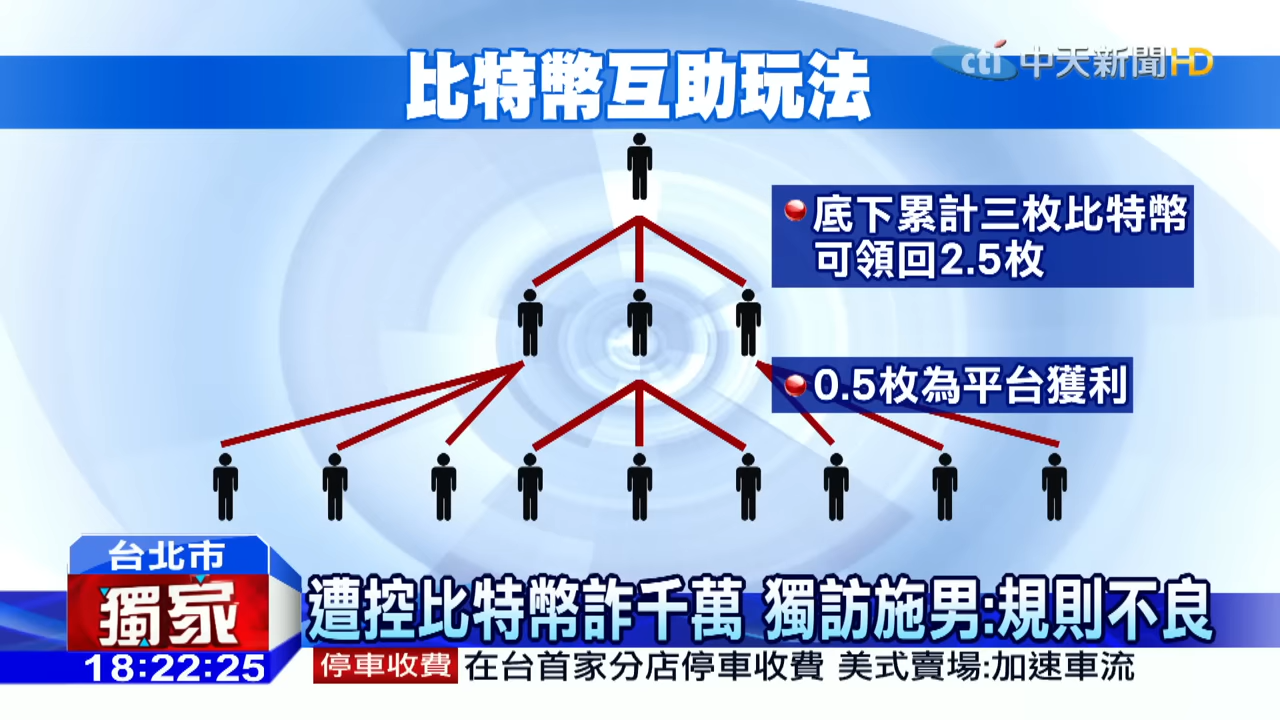 比特幣互助玩法
cti 中天新聞HD
底下累計三枚比特幣
可領回2.5枚
0.5枚為平台獲利
台北市
獨家
18:22:25
遭控比特幣詐千萬 獨訪施男:規則不良
停車收費 在台首家分店停車收費 美式賣場:加速車流